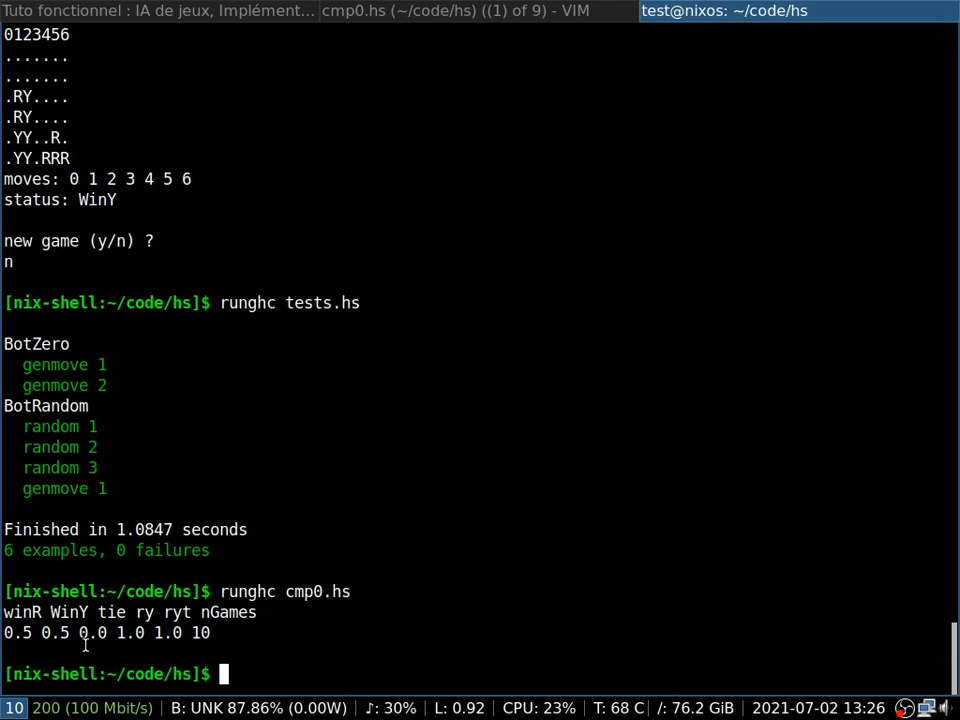 Tuto fonctionnel : IA de jeux, Implément... cmp0.hs (~/code/hs) ((1) of 9) - VIM test@nixos: ~/code/hs
0123456
.......
.......
.RY....
.RY....
.YY..R.
.YY.RRR
moves: 0 1 2 3 4 5 6
status: WinY
new game (y/n) ?
n
[nix-shell:~/code/hs]$ runghc tests.hs
BotZero
genmove 1
genmove 2
BotRandom
random 1
random 2
random 3
genmove 1
Finished in 1.0847 seconds
6 examples, 0 failures
[nix-shell:~/code/hs]$ runghc cmp0.hs
winR WinY tie ry ryt nGames
0.5 0.5 0.0 1.0 1.0 10
[nix-shell:~/code/hs]$
10 200 (100 Mbit/s) B: UNK 87.86% (0.00W) ♪: 30% L: 0.92 CPU: 23% T: 68 C /: 76.2 GiB 2021-07-02 13:26